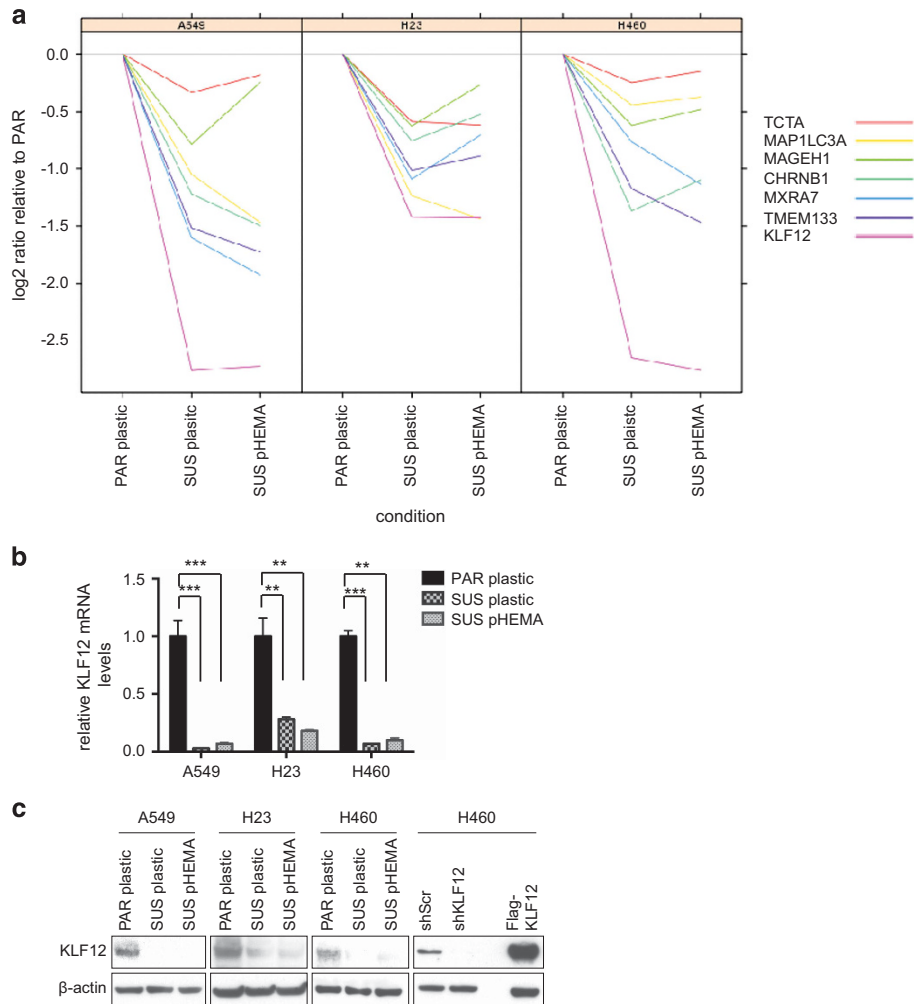 a
A549
H23
H460
0.0
-0.5
-1.0
-1.5
-2.0
-2.5
log2 ratio relative to PAR
PAR plastic
SUS plastic
SUS pHEMA
PAR plastic
SUS plastic
SUS pHEMA
PAR plasitc
SUS plaistc
SUS pHEMA
condition
TCTA
MAP1LC3A
MAGEH1
CHRNB1
MXRA7
TMEM133
KLF12
b
relative KLF12 mRNA
levels
1.5
1.0
0.5
0.0
***
***
**
**
**
***
A549
H23
H460
PAR plastic
SUS plastic
SUS pHEMA
c
A549
H23
H460
H460
PAR plastic
SUS plastic
SUS pHEMA
PAR plastic
SUS plastic
SUS pHEMA
PAR plastic
SUS plastic
SUS pHEMA
shScr
shKLF12
Flag-
KLF12
KLF12
β-actin